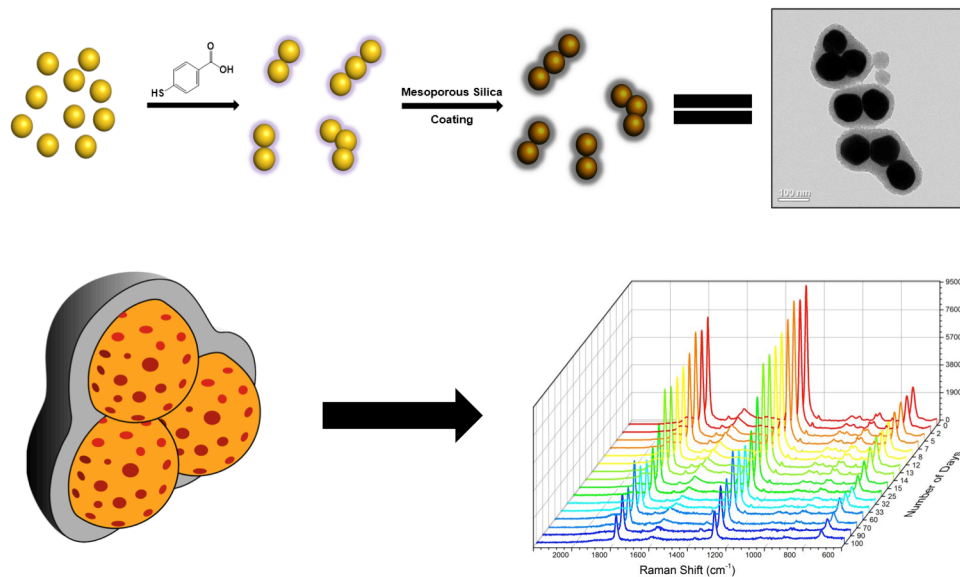 O
OH
HS
Mesoporous Silica
Coating
100 nm
9500
7600
5700
3800
1900
0
0
2
5
8
12
13
14
15
25
32
33
60
70
90
100
Number of Days
2000 1800 1600 1400 1200 1000 800 600
Raman Shift (cm⁻¹)